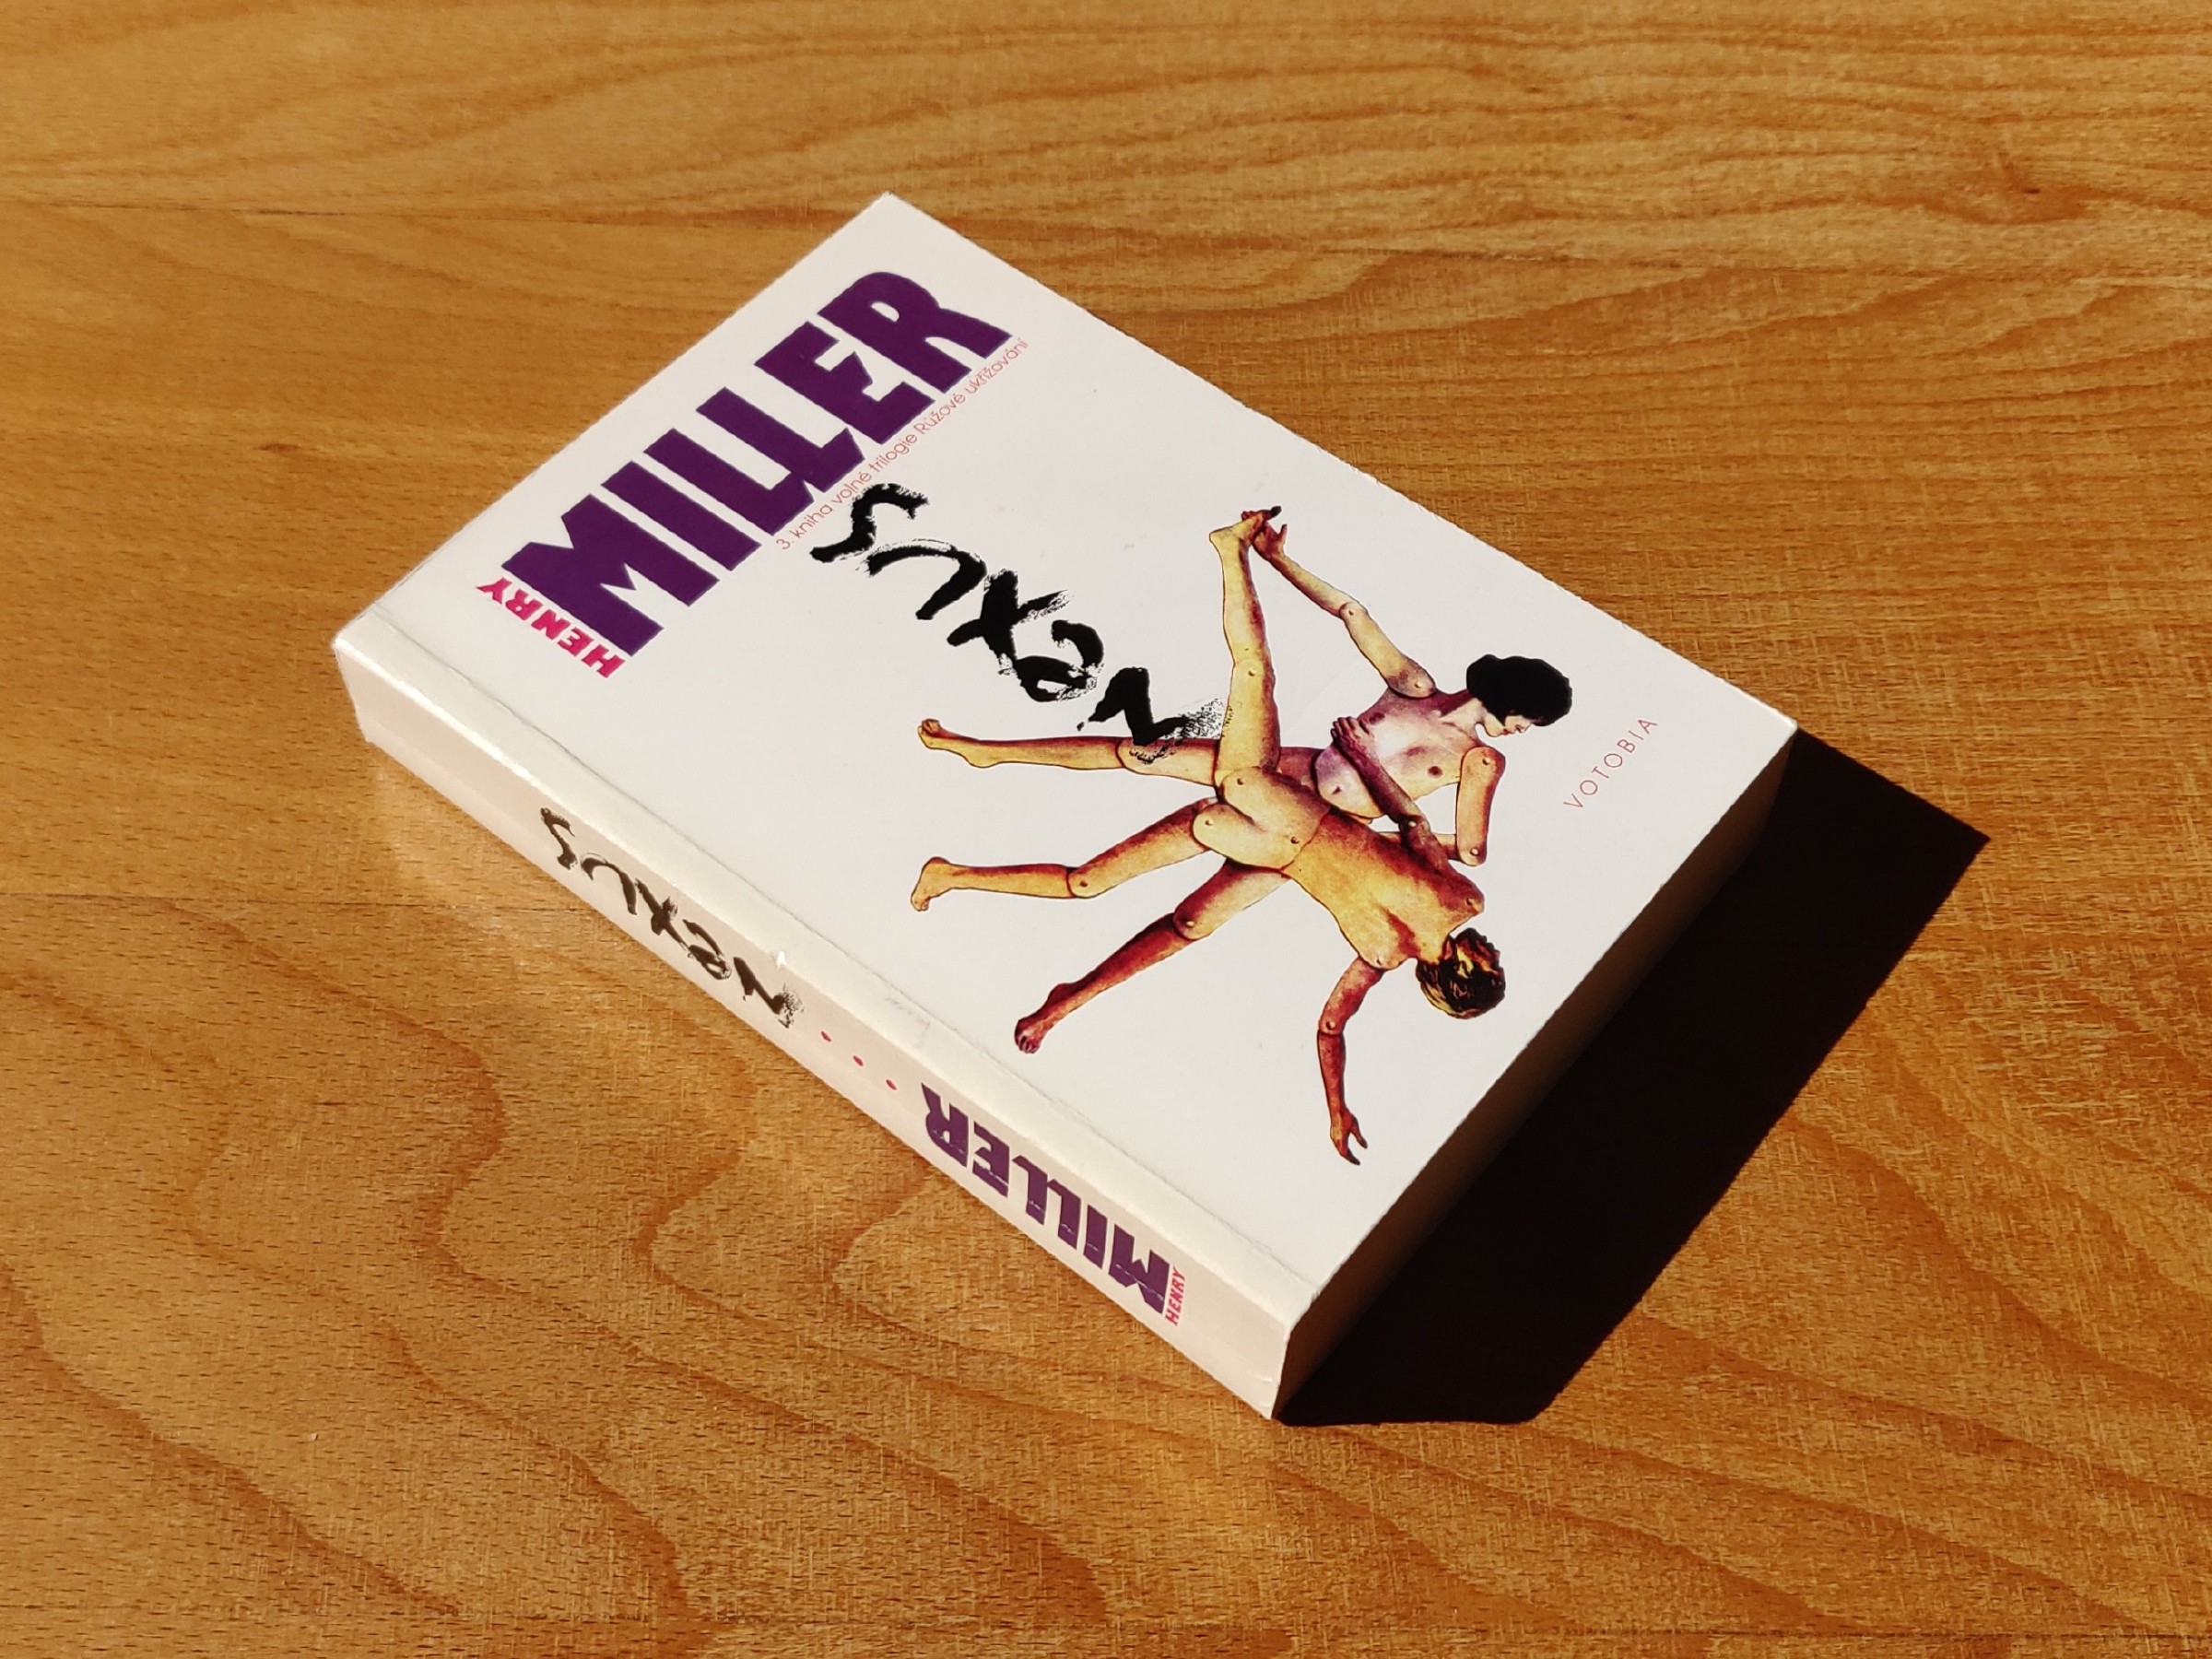 HENRY
MILLER
3. kniha volné trilogie Růžové ukřižování
nexus
VOTOBIA
HENRY
MILLER
nexus